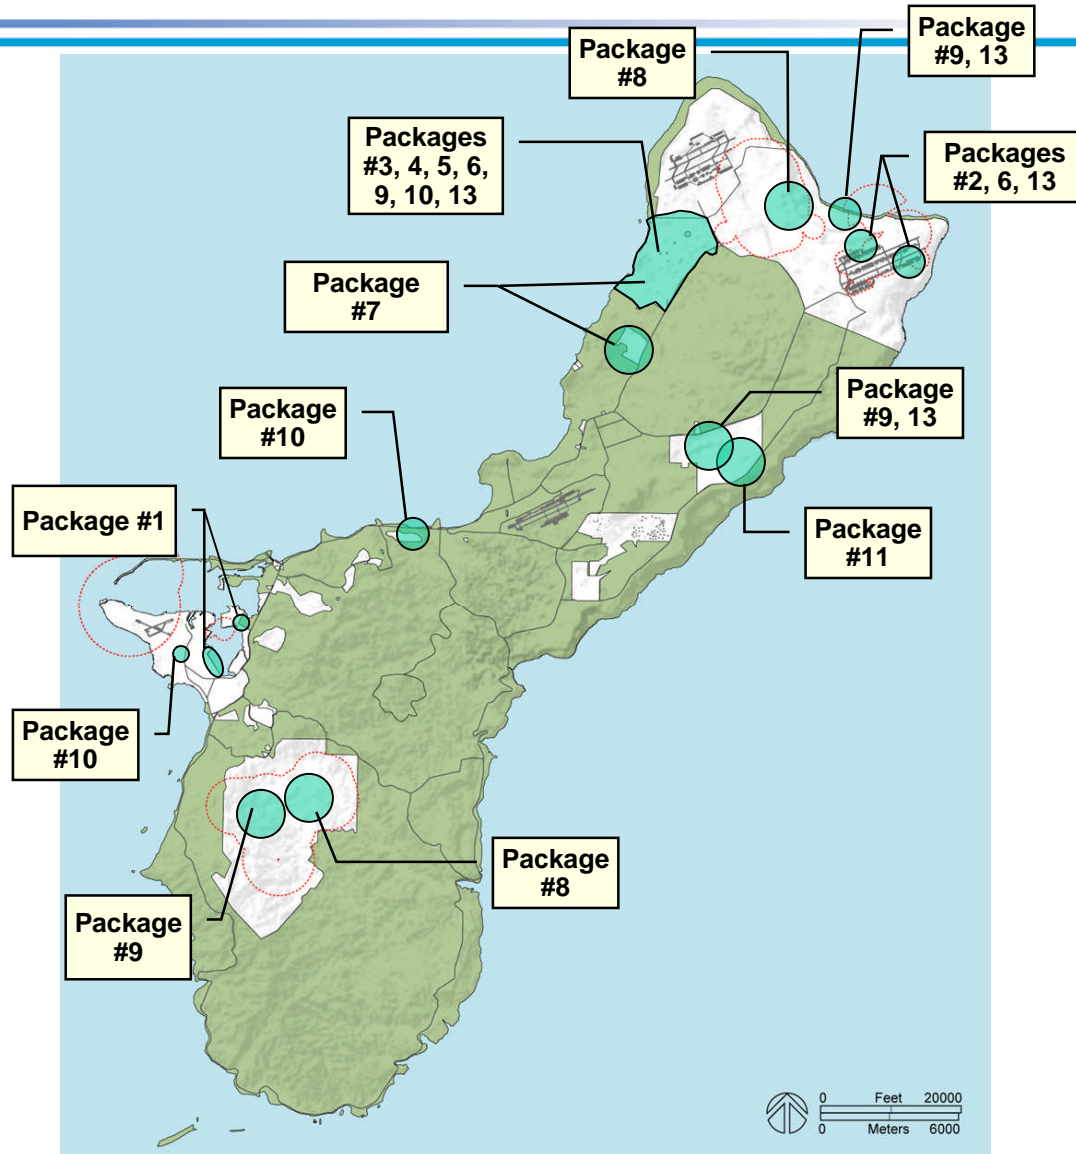 Package
#9, 13
Package
#8
Packages
#3, 4, 5, 6,
9, 10, 13
Packages
#2, 6, 13
Package
#7
Package
#9, 13
Package
#10
Package #1
Package
#11
Package
#10
Package
#8
Package
#9
0 Feet 20000
0 Meters 6000